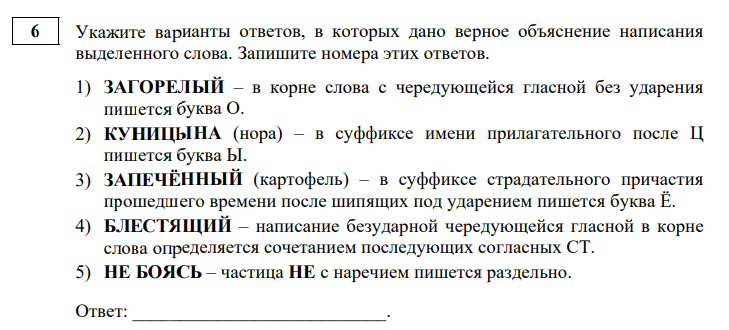 6 Укажите варианты ответов, в которых дано верное объяснение написания
выделенного слова. Запишите номера этих ответов.
1) ЗАГОРЕЛЫЙ – в корне слова с чередующейся гласной без ударения
пишется буква О.
2) КУНИЦЫНА (нора) – в суффиксе имени прилагательного после Ц
пишется буква Ы.
3) ЗАПЕЧЁННЫЙ (картофель) – в суффиксе страдательного причастия
прошедшего времени после шипящих под ударением пишется буква Ё.
4) БЛЕСТЯЩИЙ – написание безударной чередующейся гласной в корне
слова определяется сочетанием последующих согласных СТ.
5) НЕ БОЯСЬ – частица НЕ с наречием пишется раздельно.
Ответ: ___________________________.